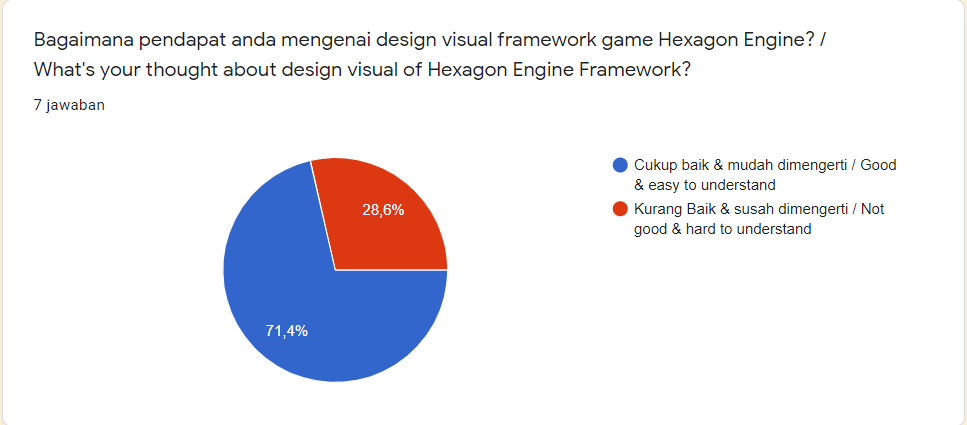 Bagaimana pendapat anda mengenai design visual framework game Hexagon Engine? /
What's your thought about design visual of Hexagon Engine Framework?
7 jawaban
28,6%
71,4%
Cukup baik & mudah dimengerti / Good
& easy to understand
Kurang Baik & susah dimengerti / Not
good & hard to understand